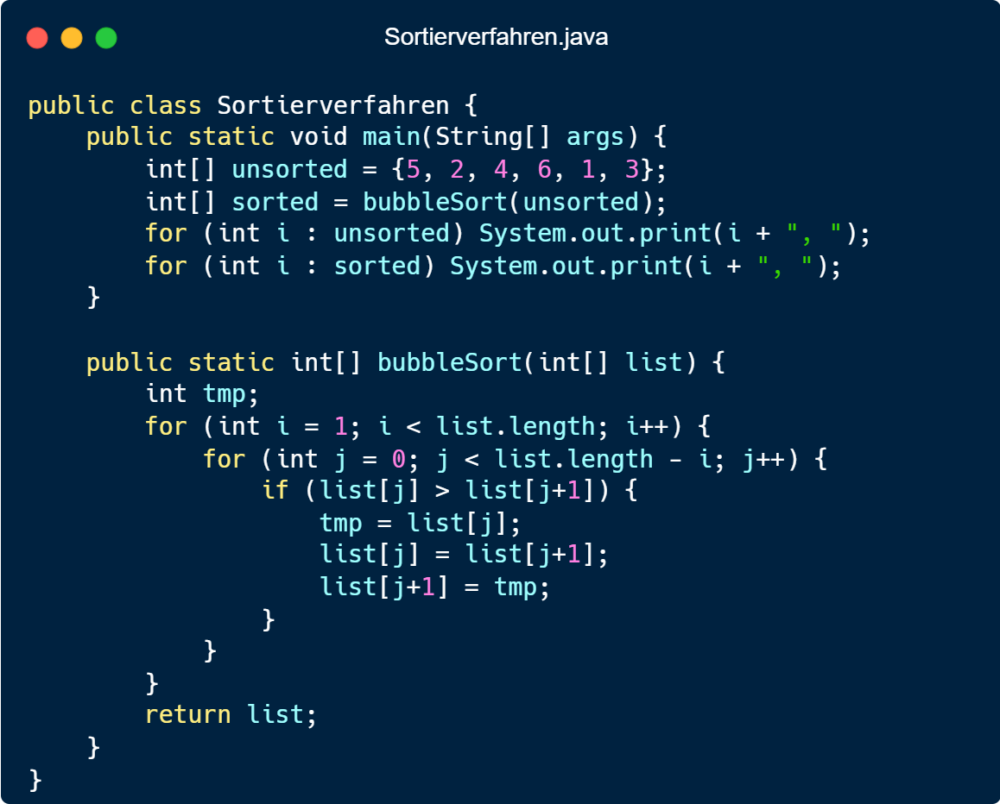 Sortierverfahren.java
public class Sortierverfahren {
    public static void main(String[] args) {
        int[] unsorted = {5, 2, 4, 6, 1, 3};
        int[] sorted = bubbleSort(unsorted);
        for (int i : unsorted) System.out.print(i + ", ");
        for (int i : sorted) System.out.print(i + ", ");
    }

    public static int[] bubbleSort(int[] list) {
        int tmp;
        for (int i = 1; i < list.length; i++) {
            for (int j = 0; j < list.length - i; j++) {
                if (list[j] > list[j+1]) {
                    tmp = list[j];
                    list[j] = list[j+1];
                    list[j+1] = tmp;
                }
            }
        }
        return list;
    }
}